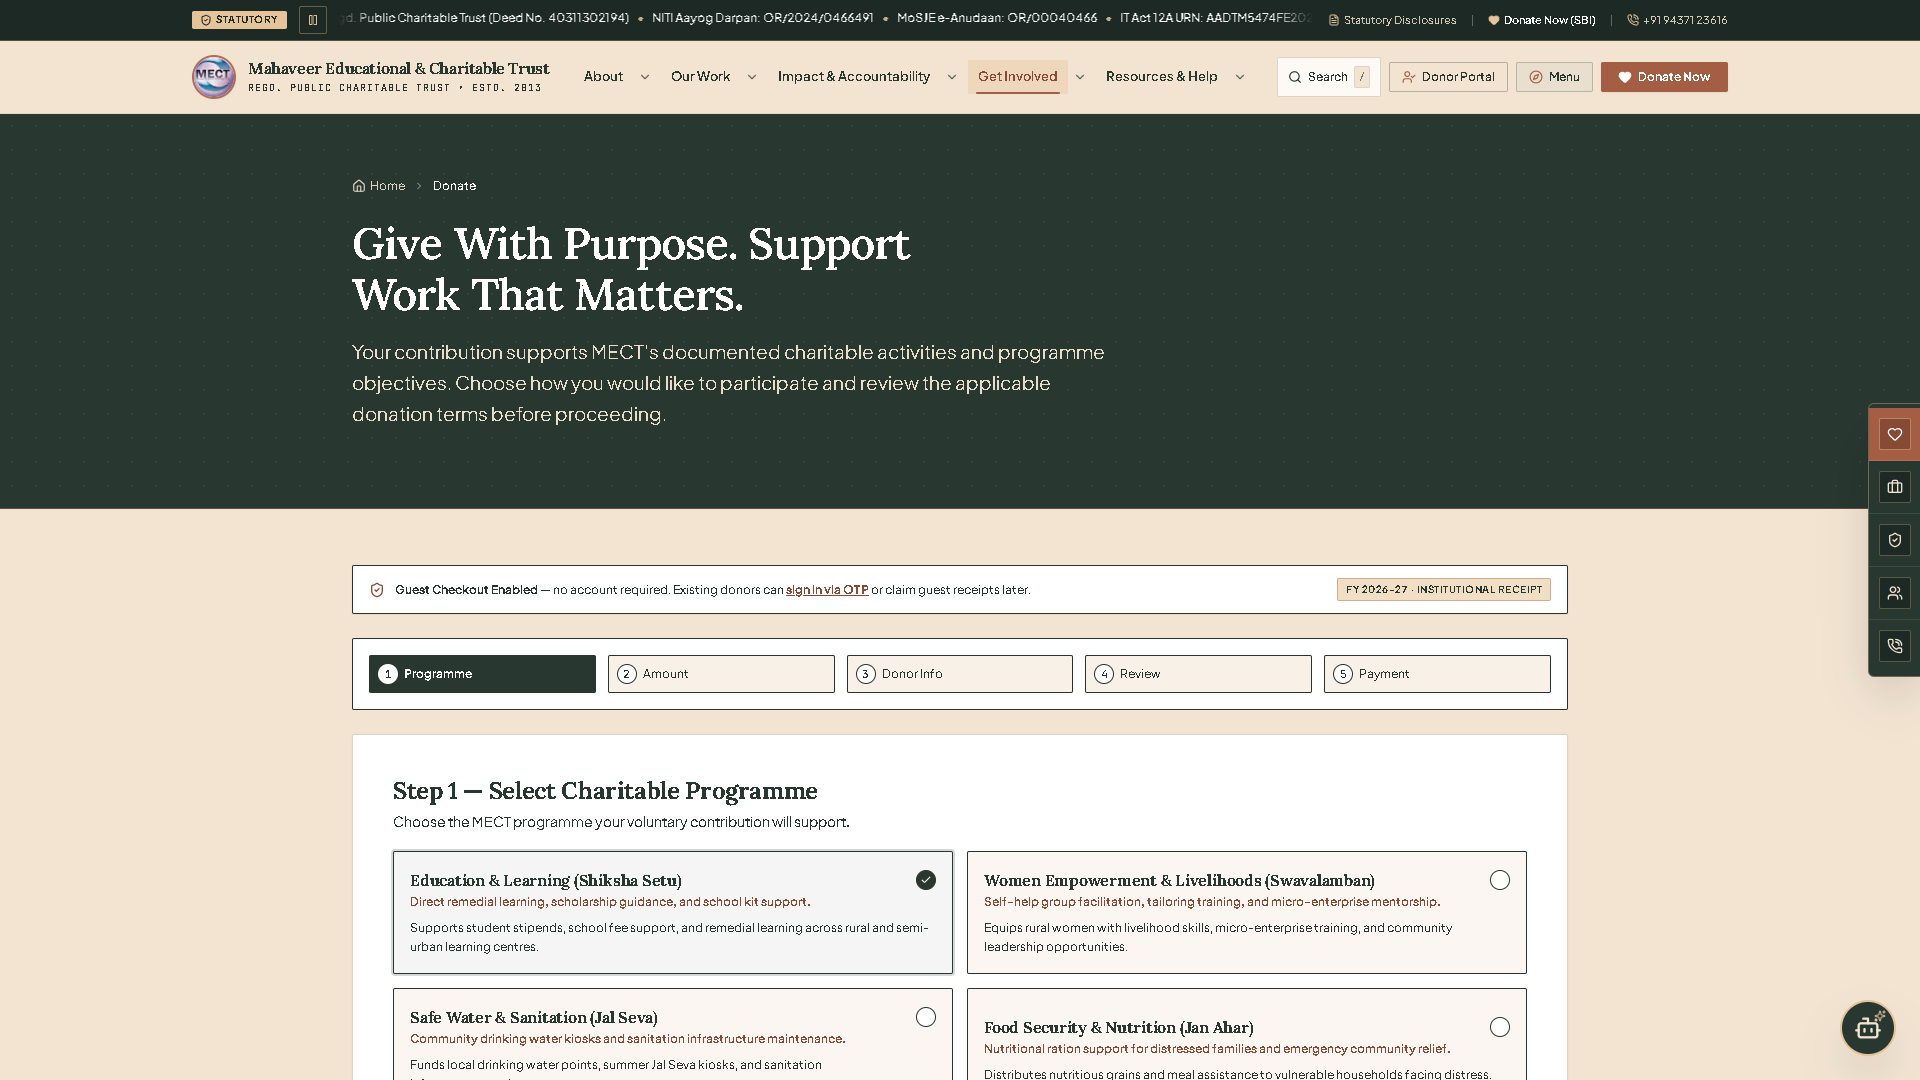 STATUTORY
gd. Public Charitable Trust (Deed No. 40311302194) • NITI Aayog Darpan: OR/2024/0466491 • MoSJE e-Anudaan: OR/00040466 • IT Act 12A URN: AADTM5474FE202
Statutory Disclosures | Donate Now (SBI) | +91 94371 23616
MECT
Mahaveer Educational & Charitable Trust
REGD. PUBLIC CHARITABLE TRUST • ESTD. 2013
About
Our Work
Impact & Accountability
Get Involved
Resources & Help
Search /
Donor Portal
Menu
Donate Now
Home > Donate
Give With Purpose. Support
Work That Matters.
Your contribution supports MECT's documented charitable activities and programme
objectives. Choose how you would like to participate and review the applicable
donation terms before proceeding.
Guest Checkout Enabled — no account required. Existing donors can sign in via OTP or claim guest receipts later.
FY 2026-27 · INSTITUTIONAL RECEIPT
1 Programme
2 Amount
3 Donor Info
4 Review
5 Payment
Step 1 — Select Charitable Programme
Choose the MECT programme your voluntary contribution will support.
Education & Learning (Shiksha Setu)
Direct remedial learning, scholarship guidance, and school kit support.
Supports student stipends, school fee support, and remedial learning across rural and semi-
urban learning centres.
Women Empowerment & Livelihoods (Swavalamban)
Self-help group facilitation, tailoring training, and micro-enterprise mentorship.
Equips rural women with livelihood skills, micro-enterprise training, and community
leadership opportunities.
Safe Water & Sanitation (Jal Seva)
Community drinking water kiosks and sanitation infrastructure maintenance.
Funds local drinking water points, summer Jal Seva kiosks, and sanitation
Food Security & Nutrition (Jan Ahar)
Nutritional ration support for distressed families and emergency community relief.
Distributes nutritious grains and meal assistance to vulnerable households facing distress.